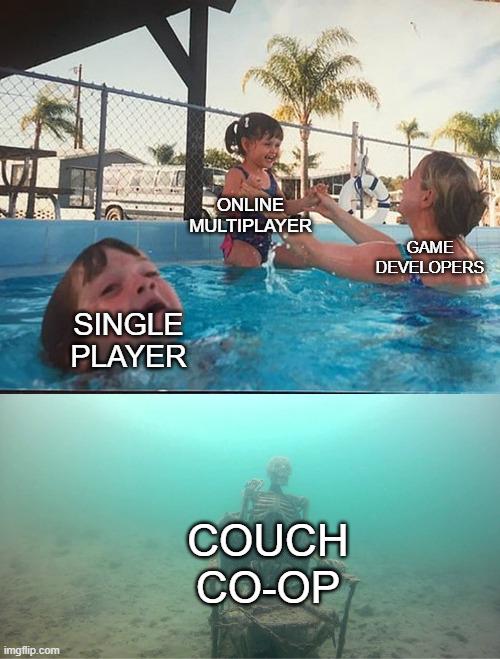 ONLINE
MULTIPLAYER
GAME
DEVELOPERS
SINGLE
PLAYER
COUCH
CO-OP
imgflip.com